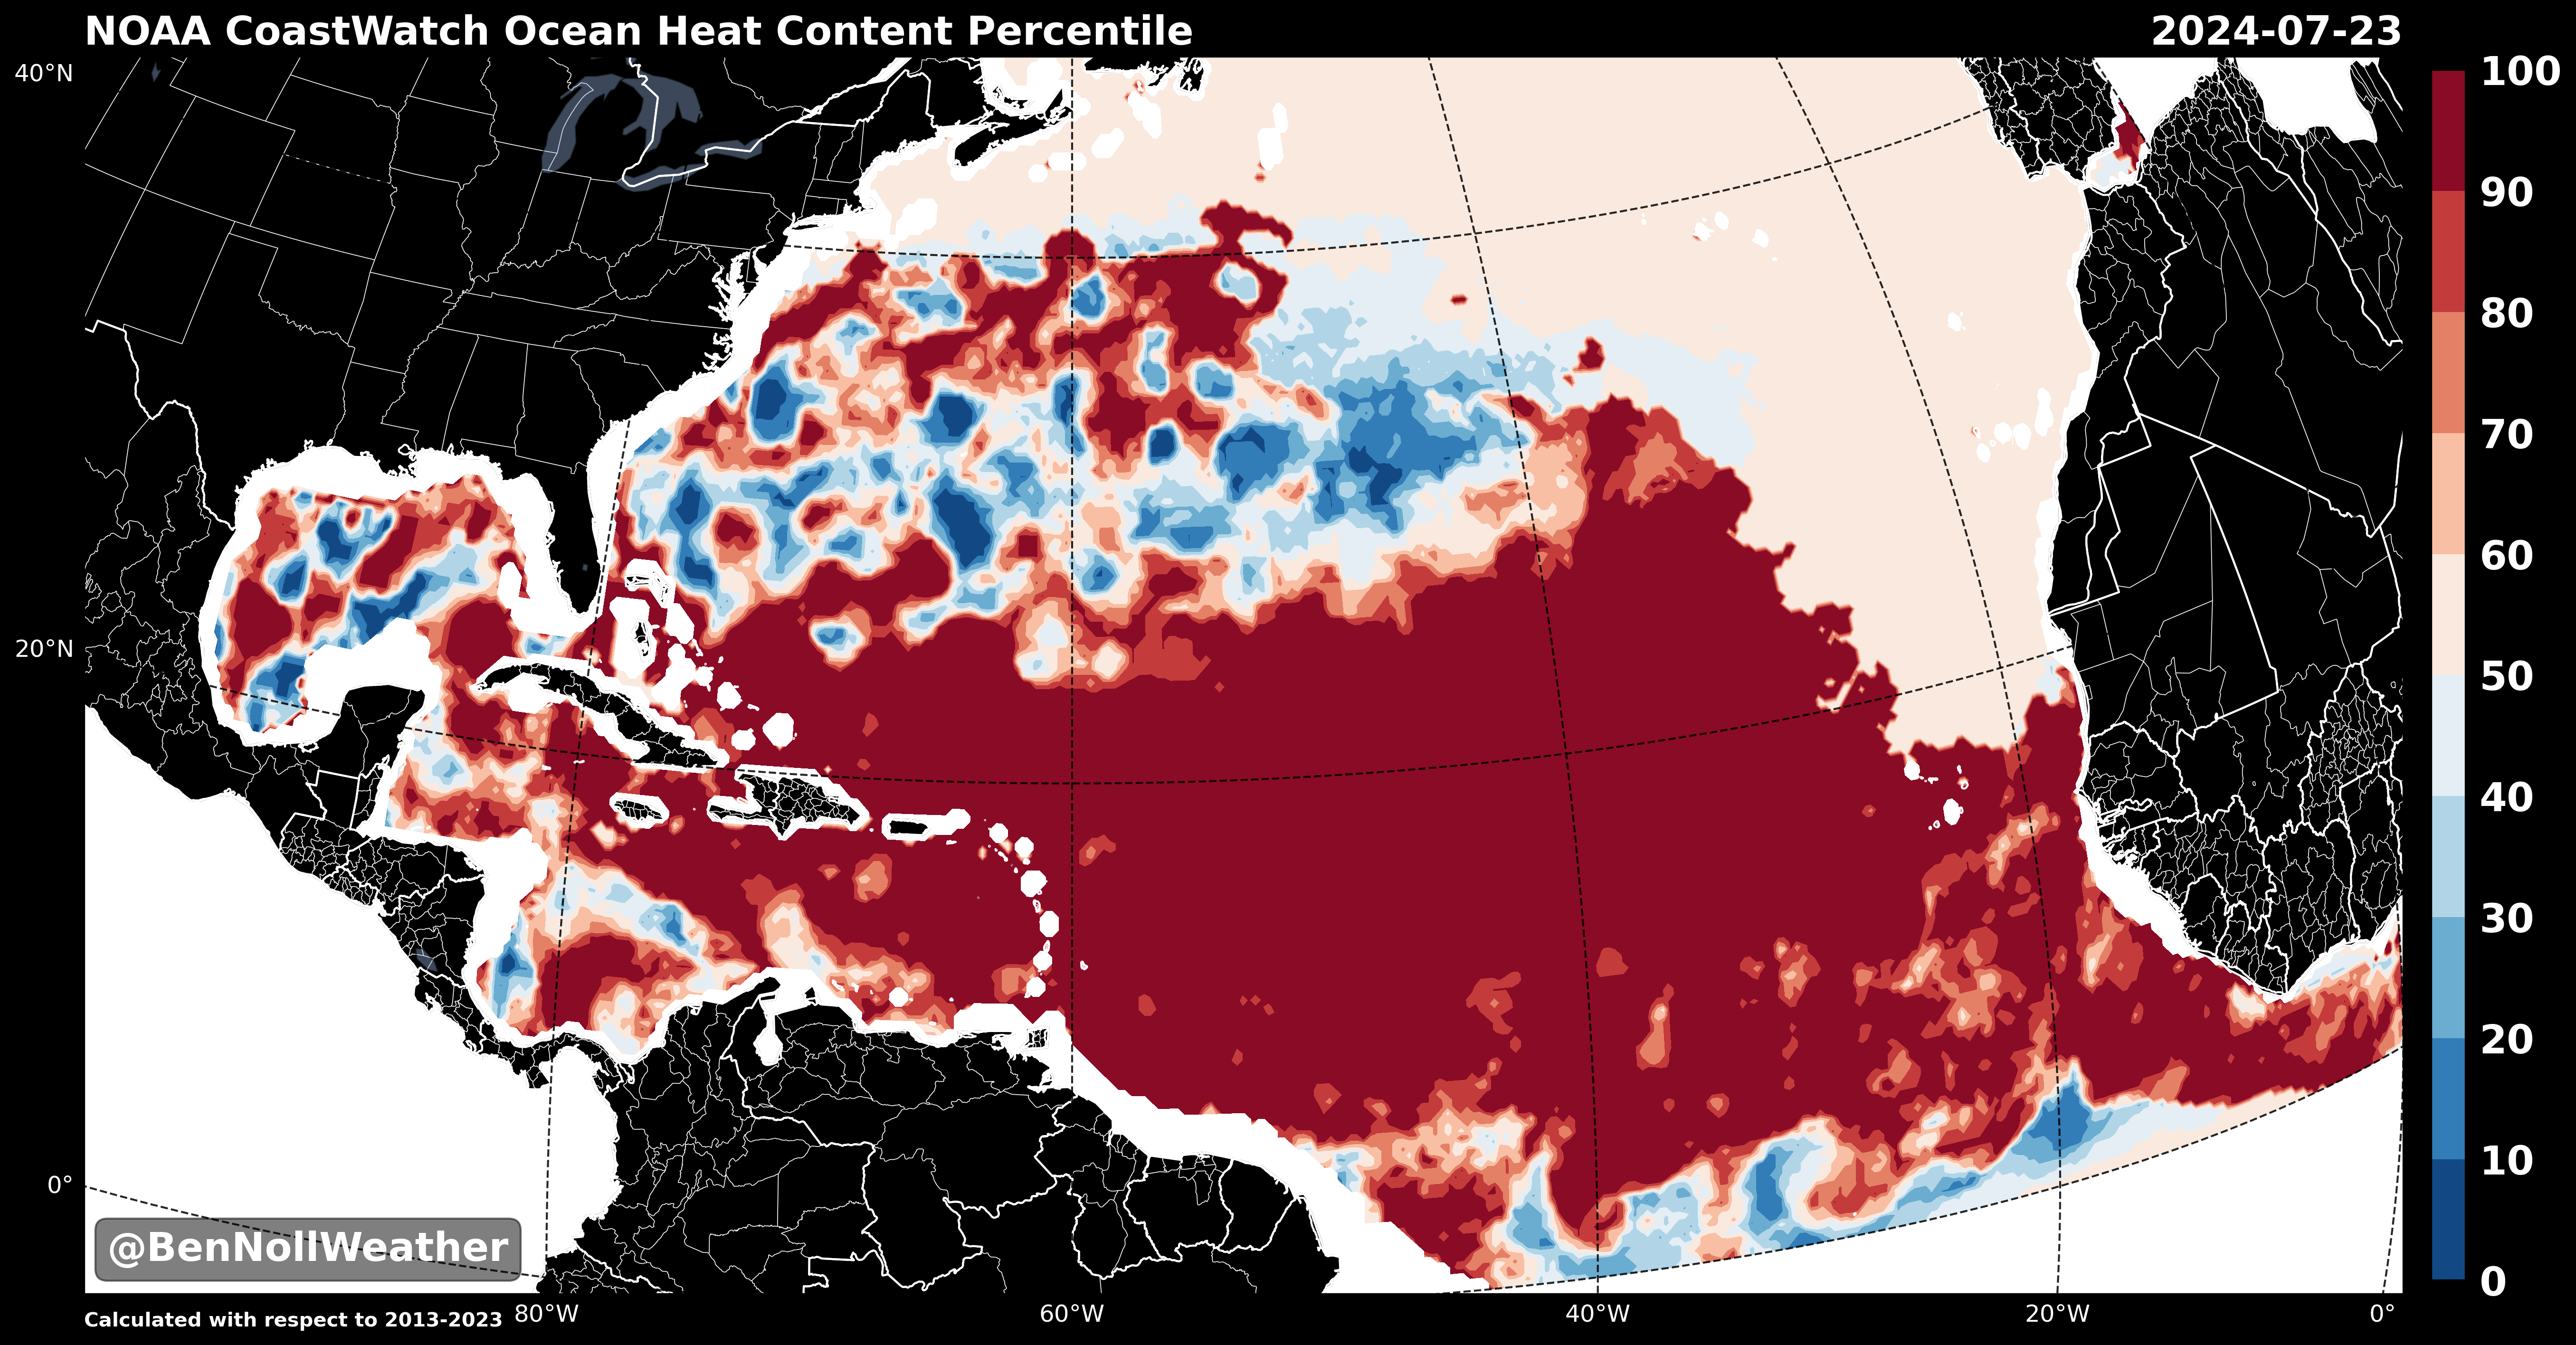 NOAA CoastWatch Ocean Heat Content Percentile
2024-07-23
40°N
20°N
0°
100
90
80
70
60
50
40
30
20
10
0
@BenNollWeather
Calculated with respect to 2013-2023
80°W
60°W
40°W
20°W
0°